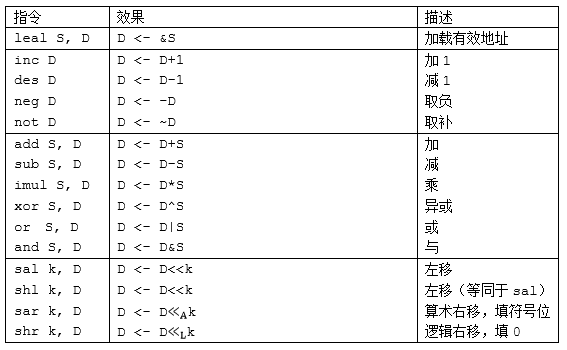 指令 效果 描述
leal S, D D <- &S 加载有效地址
inc D D <- D+1 加 1
des D D <- D-1 减 1
neg D D <- -D 取负
not D D <- ~D 取补
add S, D D <- D+S 加
sub S, D D <- D-S 减
imul S, D D <- D*S 乘
xor S, D D <- D^S 异或
or S, D D <- D|S 或
and S, D D <- D&S 与
sal k, D D <- D<<k 左移
shl k, D D <- D<<k 左移（等同于 sal）
sar k, D D <- D≪Ak 算术右移，填符号位
shr k, D D <- D≪Lk 逻辑右移，填 0